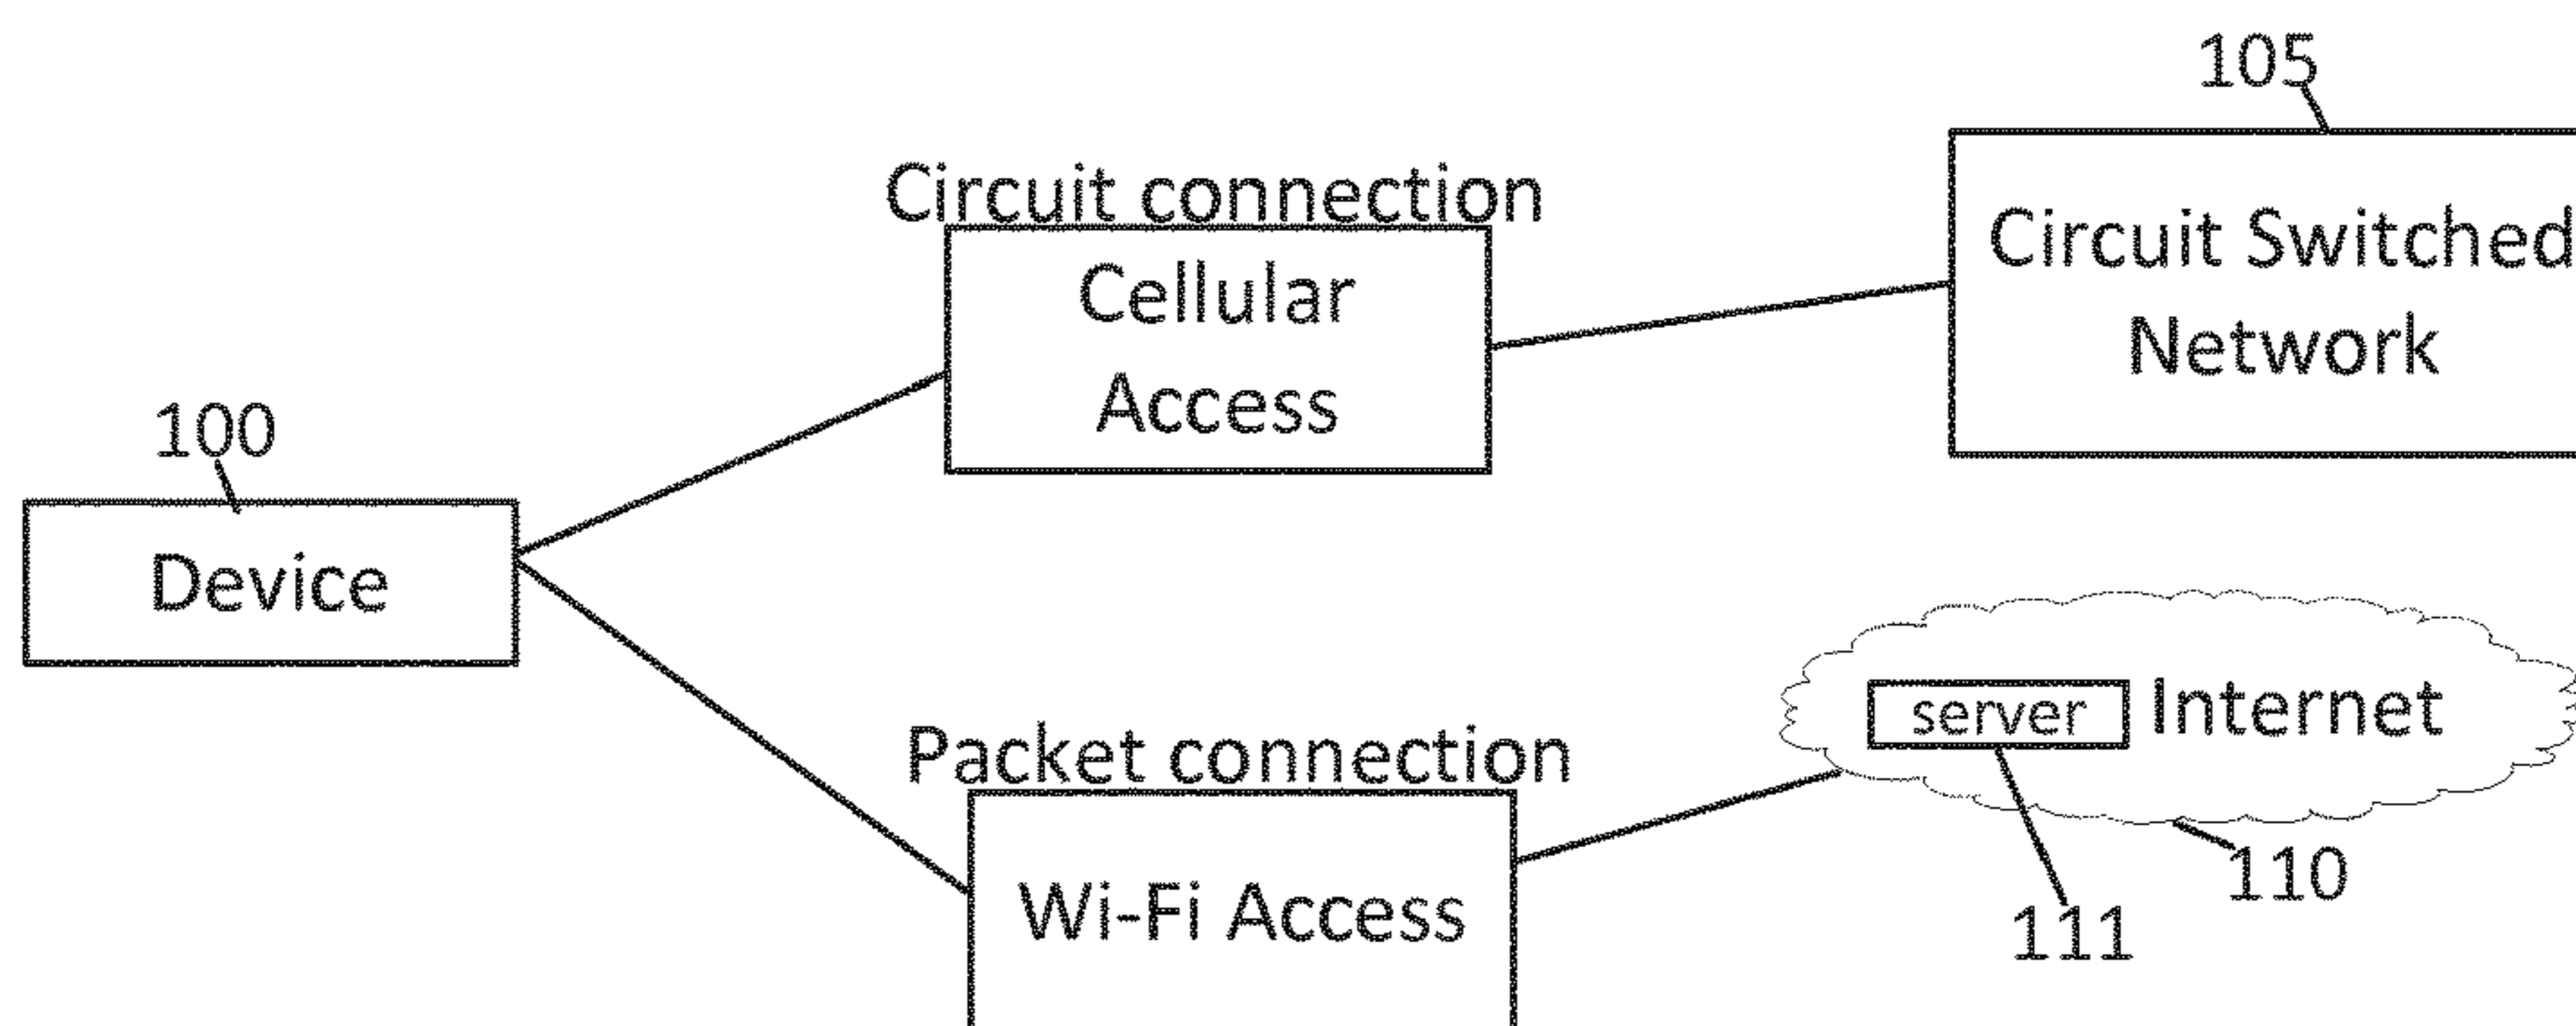 105
Circuit connection
Cellular
Access
Circuit Switched
Network
100
Device
Packet connection
Wi-Fi Access
server
Internet
110
111